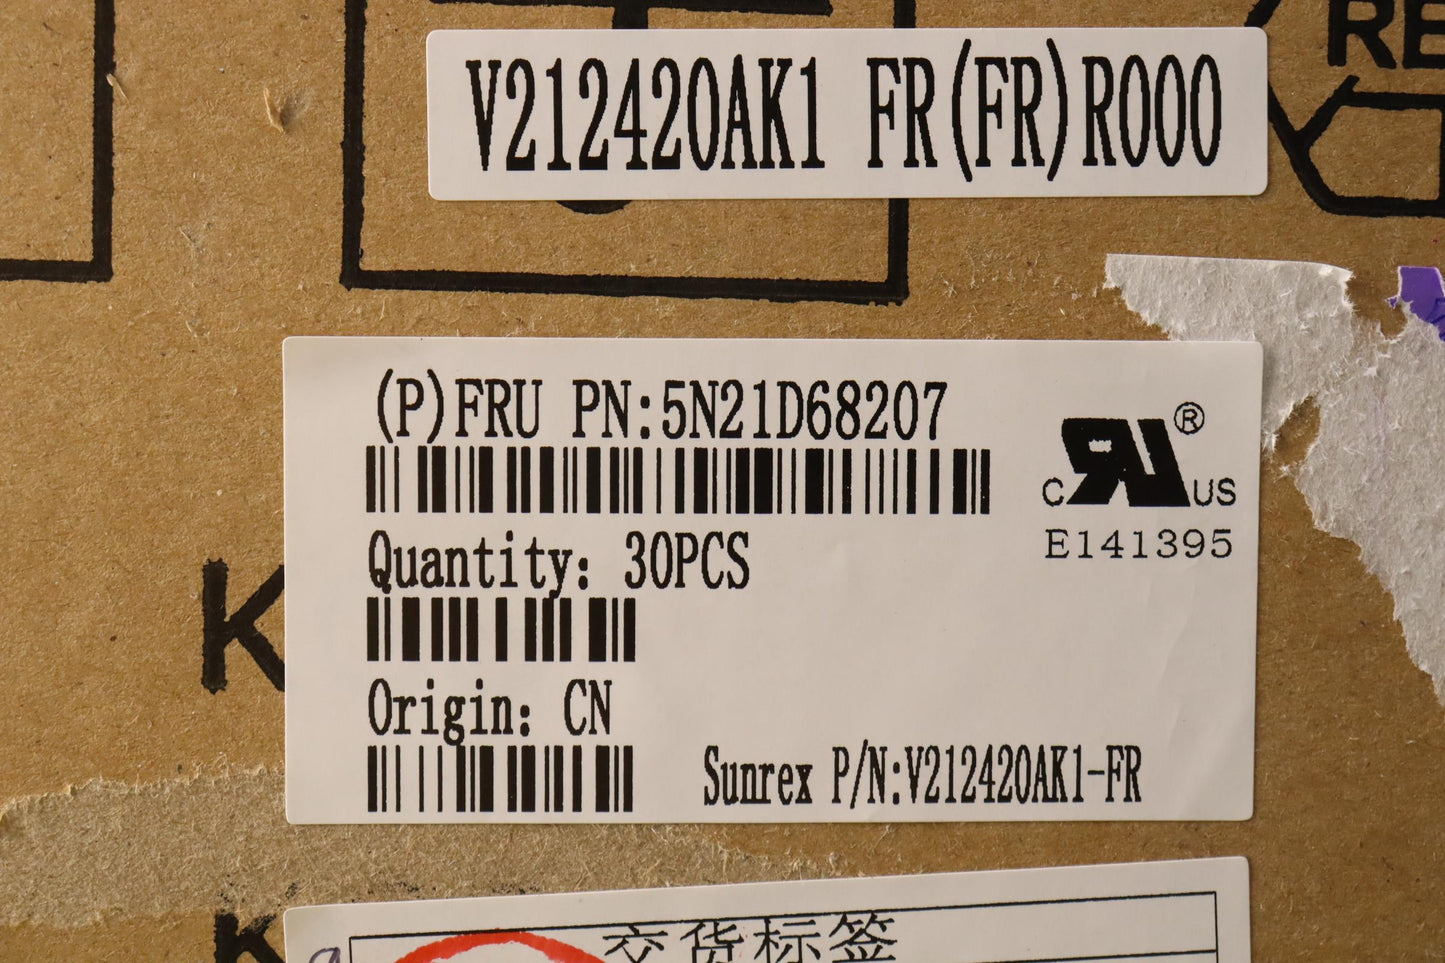 V212420AK1 FR(FR)R000
RE
(P)FRU PN:5N21D68207
®
C US
E141395
Quantity: 30PCS
K
Origin: CN
Sunrex P/N:V212420AK1-FR
K
交货标签